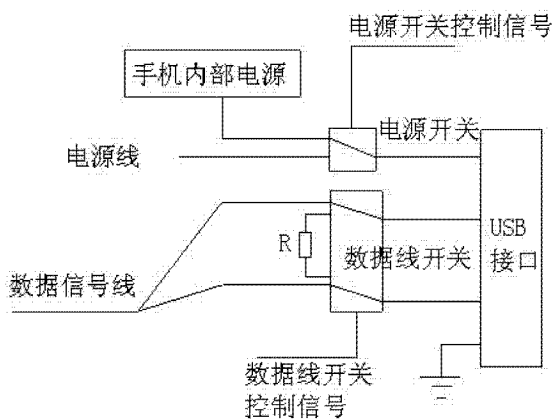 电源开关控制信号
手机内部电源
电源开关
电源线
USB
接口
R
数据线开关
数据信号线
数据线开关
控制信号